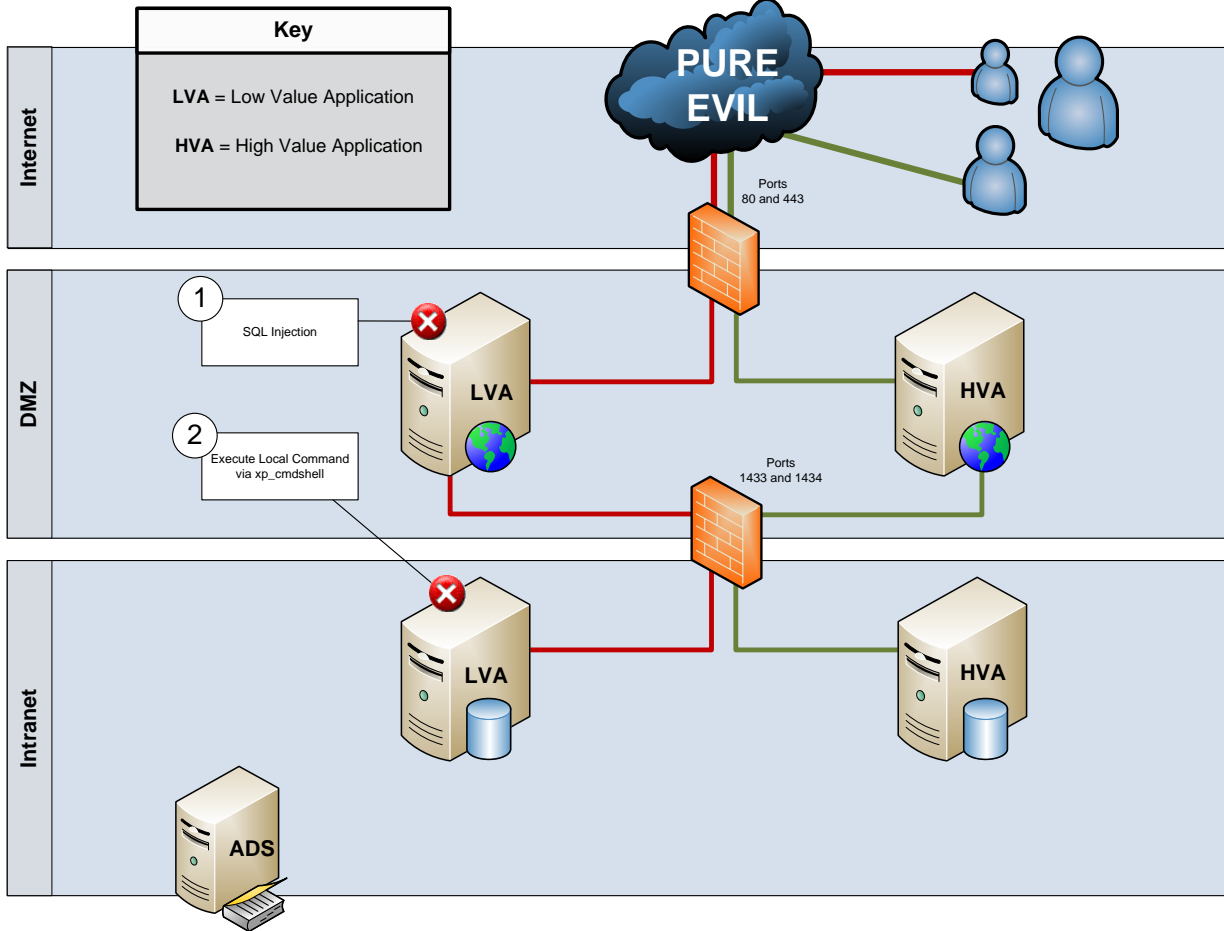 Key
LVA = Low Value Application
HVA = High Value Application
PURE
EVIL
Internet
Ports
80 and 443
1
SQL Injection
LVA
HVA
DMZ
2
Execute Local Command
via xp_cmdshell
Ports
1433 and 1434
LVA
HVA
Intranet
ADS